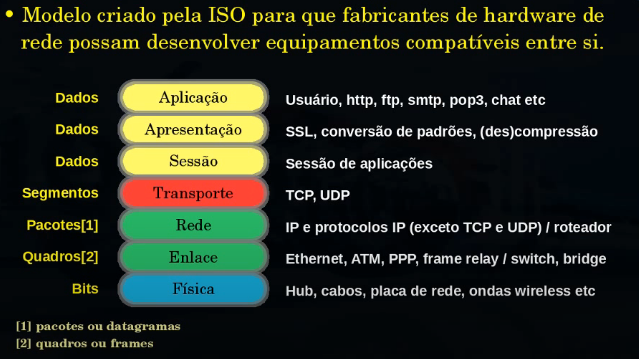 • Modelo criado pela ISO para que fabricantes de hardware de
rede possam desenvolver equipamentos compatíveis entre si.
Dados Aplicação Usuário, http, ftp, smtp, pop3, chat etc
Dados Apresentação SSL, conversão de padrões, (des)compressão
Dados Sessão Sessão de aplicações
Segmentos Transporte TCP, UDP
Pacotes[1] Rede IP e protocolos IP (exceto TCP e UDP) / roteador
Quadros[2] Enlace Ethernet, ATM, PPP, frame relay / switch, bridge
Bits Física Hub, cabos, placa de rede, ondas wireless etc
[1] pacotes ou datagramas
[2] quadros ou frames